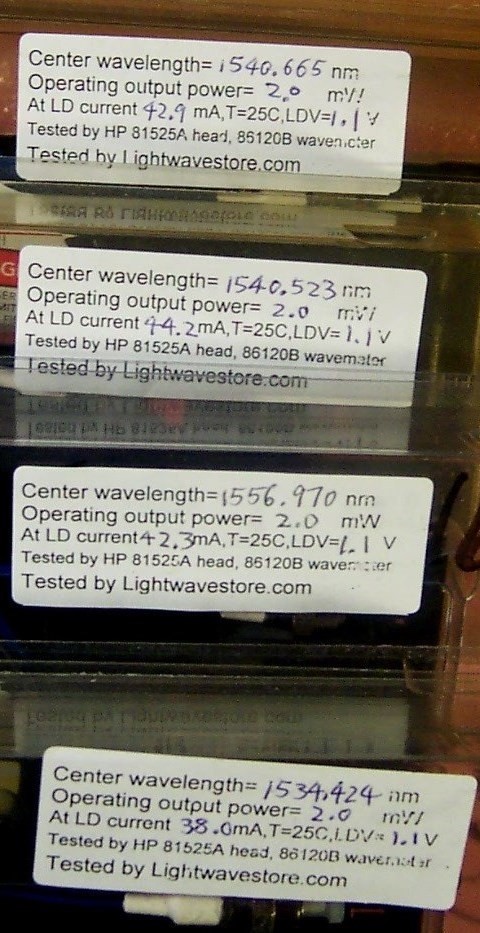 Center wavelength= 1540.665 nm
Operating output power= 2.0 mW
At LD current 42.9 mA,T=25C,LDV=1.1 V
Tested by HP 81525A head, 86120B wavemeter
Tested by Lightwavestore.com
Center wavelength= 1540.523 nm
Operating output power= 2.0 mW
At LD current 44.2mA,T=25C,LDV=1.1 V
Tested by HP 81525A head, 86120B wavemeter
Tested by Lightwavestore.com
Center wavelength= 1556.970 nm
Operating output power= 2.0 mW
At LD current 42.3mA,T=25C,LDV=1.1 V
Tested by HP 81525A head, 86120B wavemeter
Tested by Lightwavestore.com
Center wavelength= 1534.424 nm
Operating output power= 2.0 mW
At LD current 38.0mA,T=25C,LDV=1.1 V
Tested by HP 81525A head, 86120B wavemeter
Tested by Lightwavestore.com